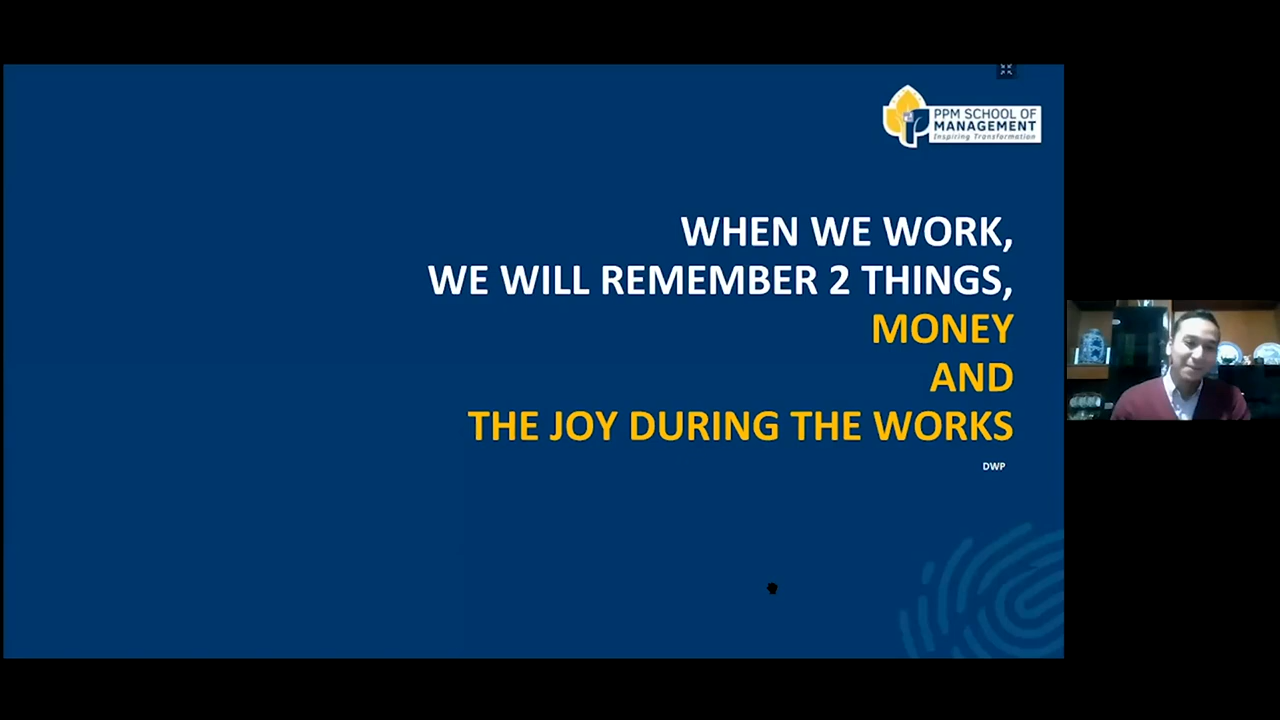 PPM SCHOOL OF
MANAGEMENT
Inspiring Transformation
WHEN WE WORK,
WE WILL REMEMBER 2 THINGS,
MONEY
AND
THE JOY DURING THE WORKS
DWP